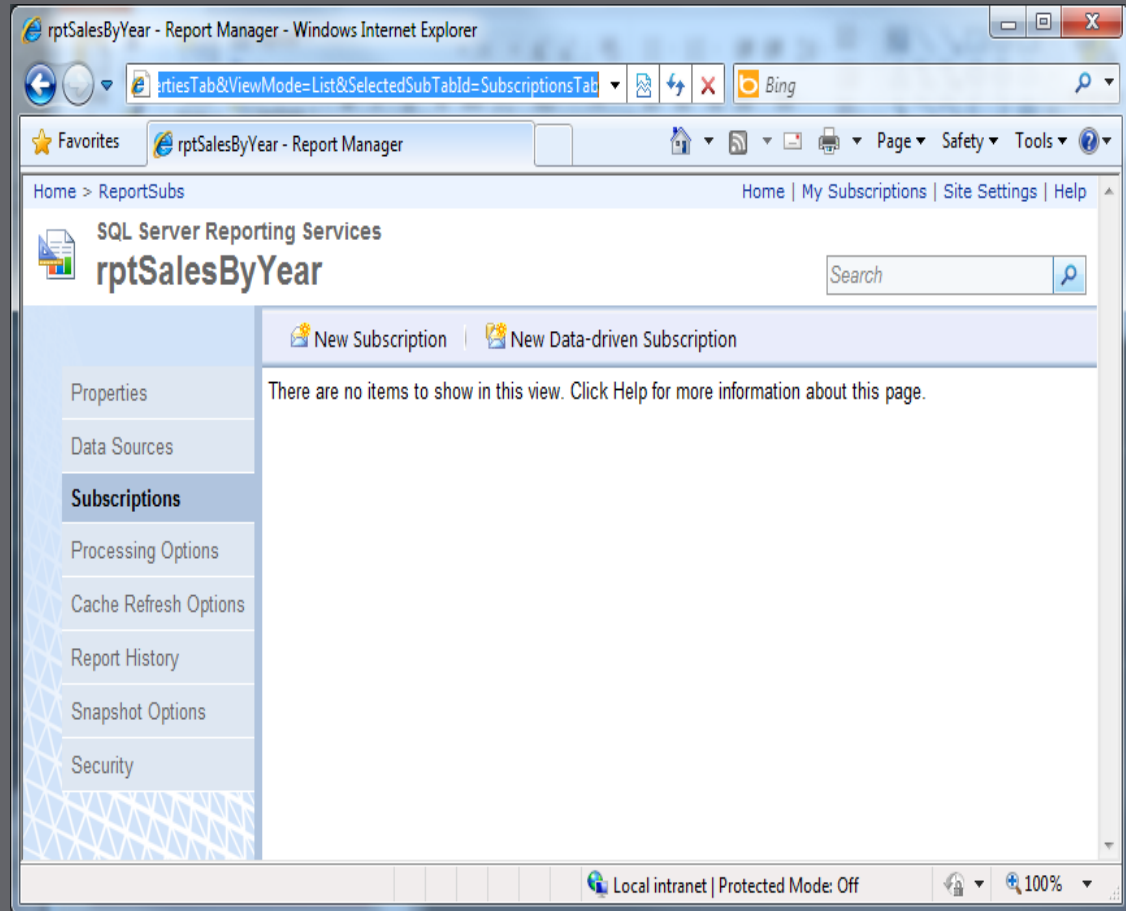 rptSalesByYear - Report Manager - Windows Internet Explorer
ertiesTab&ViewMode=List&SelectedSubTabId=SubscriptionsTab
Bing
Favorites
rptSalesByYear - Report Manager
Page
Safety
Tools
Home > ReportSubs
Home | My Subscriptions | Site Settings | Help
SQL Server Reporting Services
rptSalesByYear
Search
New Subscription | New Data-driven Subscription
Properties
There are no items to show in this view. Click Help for more information about this page.
Data Sources
Subscriptions
Processing Options
Cache Refresh Options
Report History
Snapshot Options
Security
Local intranet | Protected Mode: Off
100%